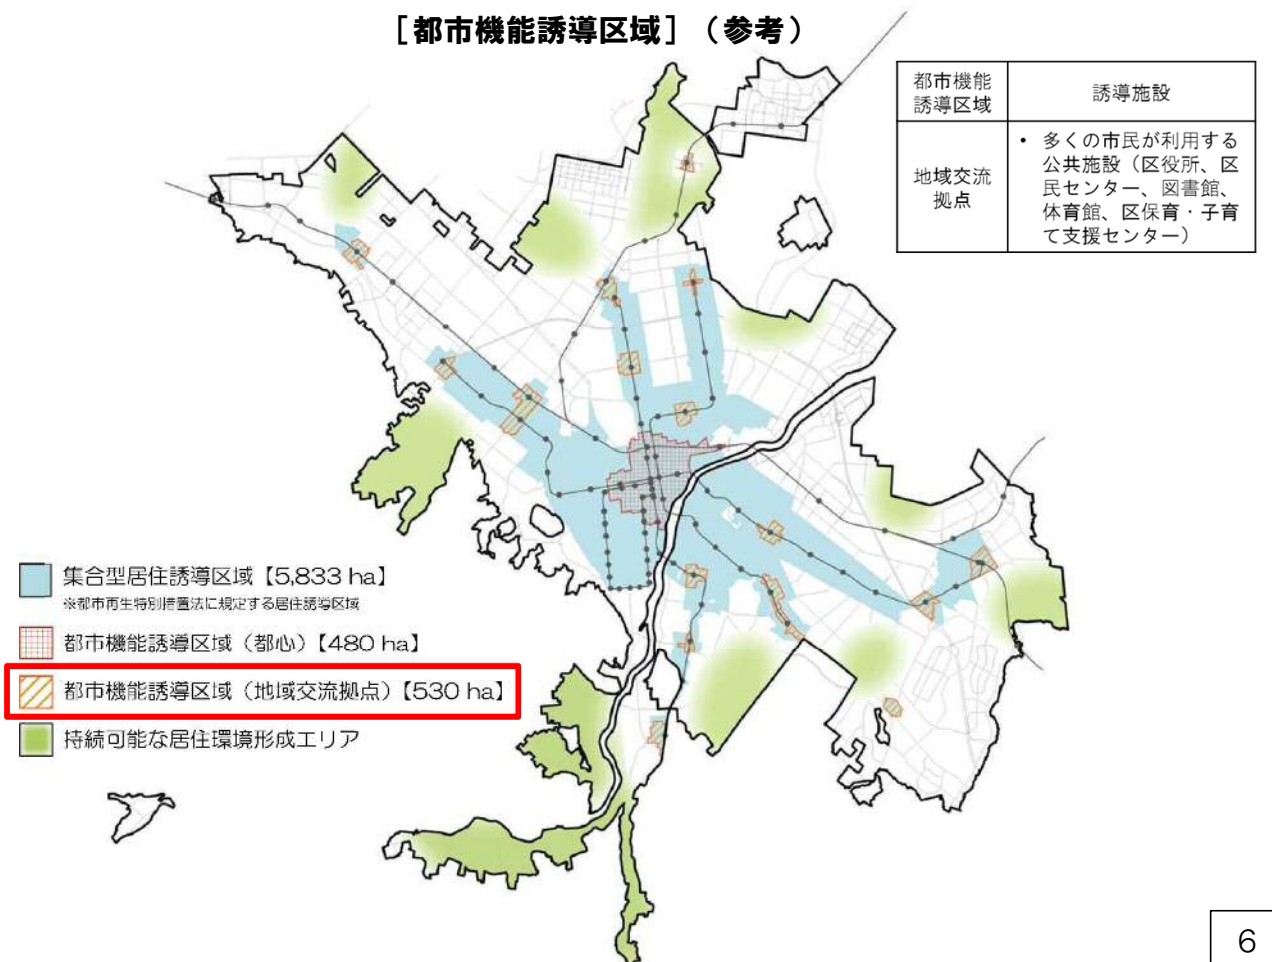 ［都市機能誘導区域］（参考）
都市機能
誘導区域
誘導施設
地域交流
拠点
• 多くの市民が利用する
公共施設（区役所、区
民センター、図書館、
体育館、区保育・子育
て支援センター）
集合型居住誘導区域【5,833 ha】
※都市再生特別措置法に規定する居住誘導区域
都市機能誘導区域（都心）【480 ha】
都市機能誘導区域（地域交流拠点）【530 ha】
持続可能な居住環境形成エリア
6